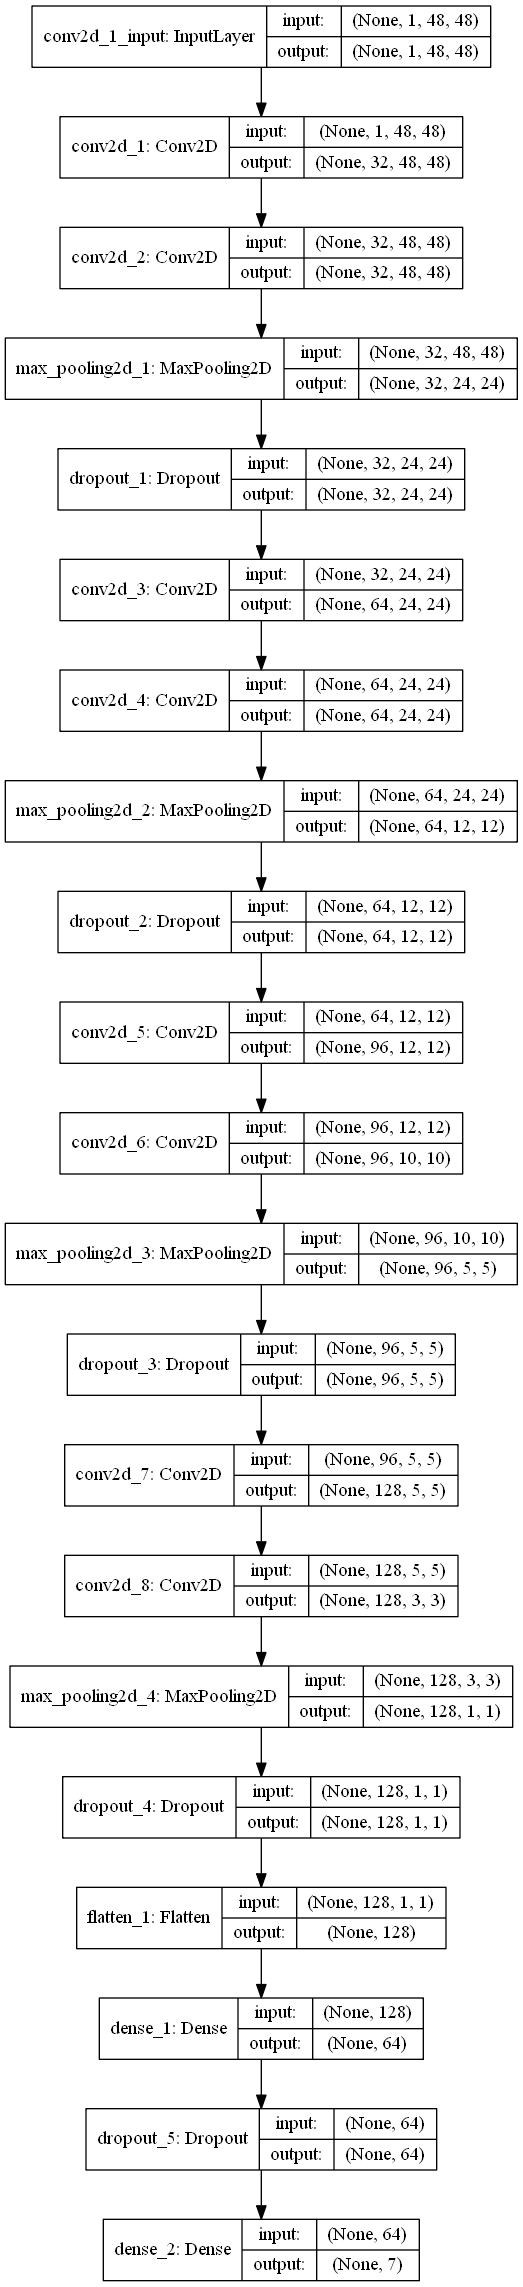 conv2d_1_input: InputLayer
input: (None, 1, 48, 48)
output: (None, 1, 48, 48)
conv2d_1: Conv2D
input: (None, 1, 48, 48)
output: (None, 32, 48, 48)
conv2d_2: Conv2D
input: (None, 32, 48, 48)
output: (None, 32, 48, 48)
max_pooling2d_1: MaxPooling2D
input: (None, 32, 48, 48)
output: (None, 32, 24, 24)
dropout_1: Dropout
input: (None, 32, 24, 24)
output: (None, 32, 24, 24)
conv2d_3: Conv2D
input: (None, 32, 24, 24)
output: (None, 64, 24, 24)
conv2d_4: Conv2D
input: (None, 64, 24, 24)
output: (None, 64, 24, 24)
max_pooling2d_2: MaxPooling2D
input: (None, 64, 24, 24)
output: (None, 64, 12, 12)
dropout_2: Dropout
input: (None, 64, 12, 12)
output: (None, 64, 12, 12)
conv2d_5: Conv2D
input: (None, 64, 12, 12)
output: (None, 96, 12, 12)
conv2d_6: Conv2D
input: (None, 96, 12, 12)
output: (None, 96, 10, 10)
max_pooling2d_3: MaxPooling2D
input: (None, 96, 10, 10)
output: (None, 96, 5, 5)
dropout_3: Dropout
input: (None, 96, 5, 5)
output: (None, 96, 5, 5)
conv2d_7: Conv2D
input: (None, 96, 5, 5)
output: (None, 128, 5, 5)
conv2d_8: Conv2D
input: (None, 128, 5, 5)
output: (None, 128, 3, 3)
max_pooling2d_4: MaxPooling2D
input: (None, 128, 3, 3)
output: (None, 128, 1, 1)
dropout_4: Dropout
input: (None, 128, 1, 1)
output: (None, 128, 1, 1)
flatten_1: Flatten
input: (None, 128, 1, 1)
output: (None, 128)
dense_1: Dense
input: (None, 128)
output: (None, 64)
dropout_5: Dropout
input: (None, 64)
output: (None, 64)
dense_2: Dense
input: (None, 64)
output: (None, 7)